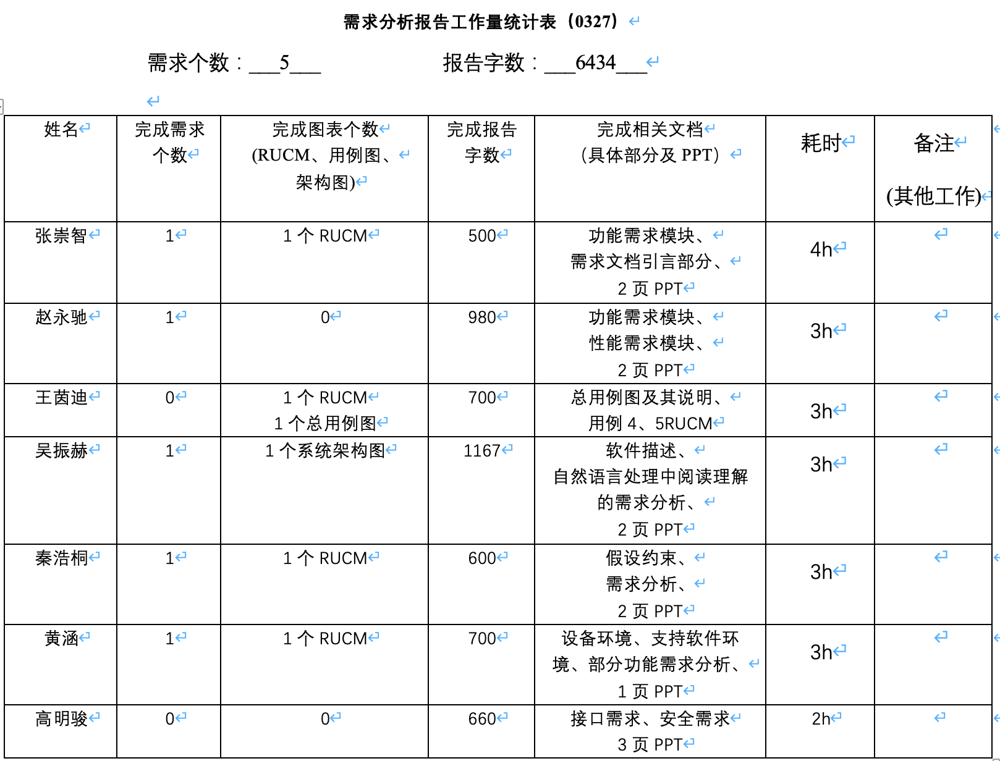 需求分析报告工作量统计表（0327）
需求个数：___5___ 报告字数：___6434___
姓名 完成需求个数 完成图表个数(RUCM、用例图、架构图) 完成报告字数 完成相关文档（具体部分及 PPT） 耗时 备注(其他工作)
张崇智 1 1 个 RUCM 500 功能需求模块、需求文档引言部分、2 页 PPT 4h
赵永驰 1 0 980 功能需求模块、性能需求模块、2 页 PPT 3h
王茵迪 0 1 个 RUCM 1 个总用例图 700 总用例图及其说明、用例 4、5RUCM 3h
吴振赫 1 1 个系统架构图 1167 软件描述、自然语言处理中阅读理解的需求分析、2 页 PPT 3h
秦浩桐 1 1 个 RUCM 600 假设约束、需求分析、2 页 PPT 3h
黄涵 1 1 个 RUCM 700 设备环境、支持软件环境、部分功能需求分析、1 页 PPT 3h
高明骏 0 0 660 接口需求、安全需求 3 页 PPT 2h